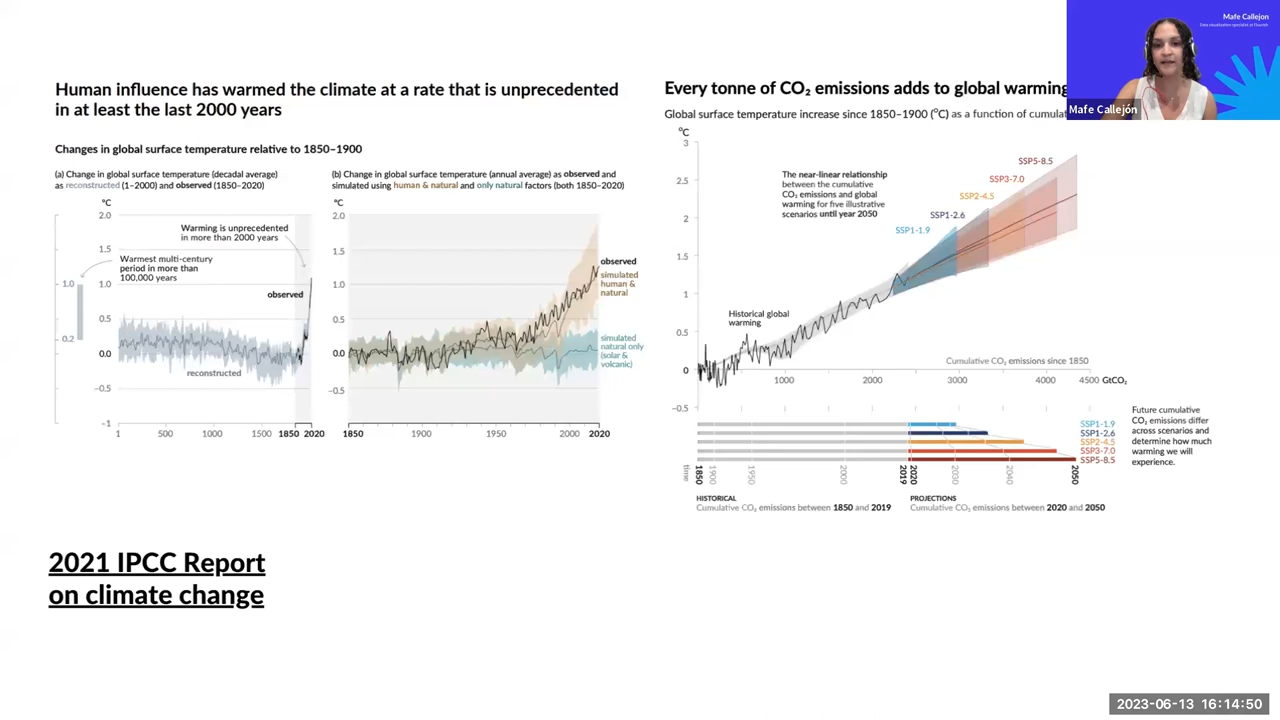 Mafe Callejon
Data visualization specialist at Flourish
Mafe Callejón
Human influence has warmed the climate at a rate that is unprecedented
in at least the last 2000 years
Changes in global surface temperature relative to 1850–1900
(a) Change in global surface temperature (decadal average)
as reconstructed (1–2000) and observed (1850–2020)
°C
2.0
1.5
1.0
0.5
0.0
−0.5
−1
1.0
0.2
Warming is unprecedented
in more than 2000 years
Warmest multi-century
period in more than
100,000 years
observed
reconstructed
1 500 1000 1500 1850 2020
(b) Change in global surface temperature (annual average) as observed and
simulated using human & natural and only natural factors (both 1850–2020)
°C
2.0
1.5
1.0
0.5
0.0
−0.5
observed
simulated
human &
natural
simulated
natural only
(solar &
volcanic)
1850 1900 1950 2000 2020
Every tonne of CO₂ emissions adds to global warming
Global surface temperature increase since 1850–1900 (°C) as a function of cumulat
°C
3
2.5
2
1.5
1
0.5
0
−0.5
The near-linear relationship
between the cumulative
CO₂ emissions and global
warming for five illustrative
scenarios until year 2050
SSP5-8.5
SSP3-7.0
SSP2-4.5
SSP1-2.6
SSP1-1.9
Historical global
warming
Cumulative CO₂ emissions since 1850
1000 2000 3000 4000 4500 GtCO₂
SSP1-1.9
SSP1-2.6
SSP2-4.5
SSP3-7.0
SSP5-8.5
Future cumulative
CO₂ emissions differ
across scenarios and
determine how much
warming we will
experience.
time 1850 1900 1950 2000 2019 2020 2030 2040 2050
HISTORICAL
Cumulative CO₂ emissions between 1850 and 2019
PROJECTIONS
Cumulative CO₂ emissions between 2020 and 2050
2021 IPCC Report
on climate change
2023-06-13 16:14:50